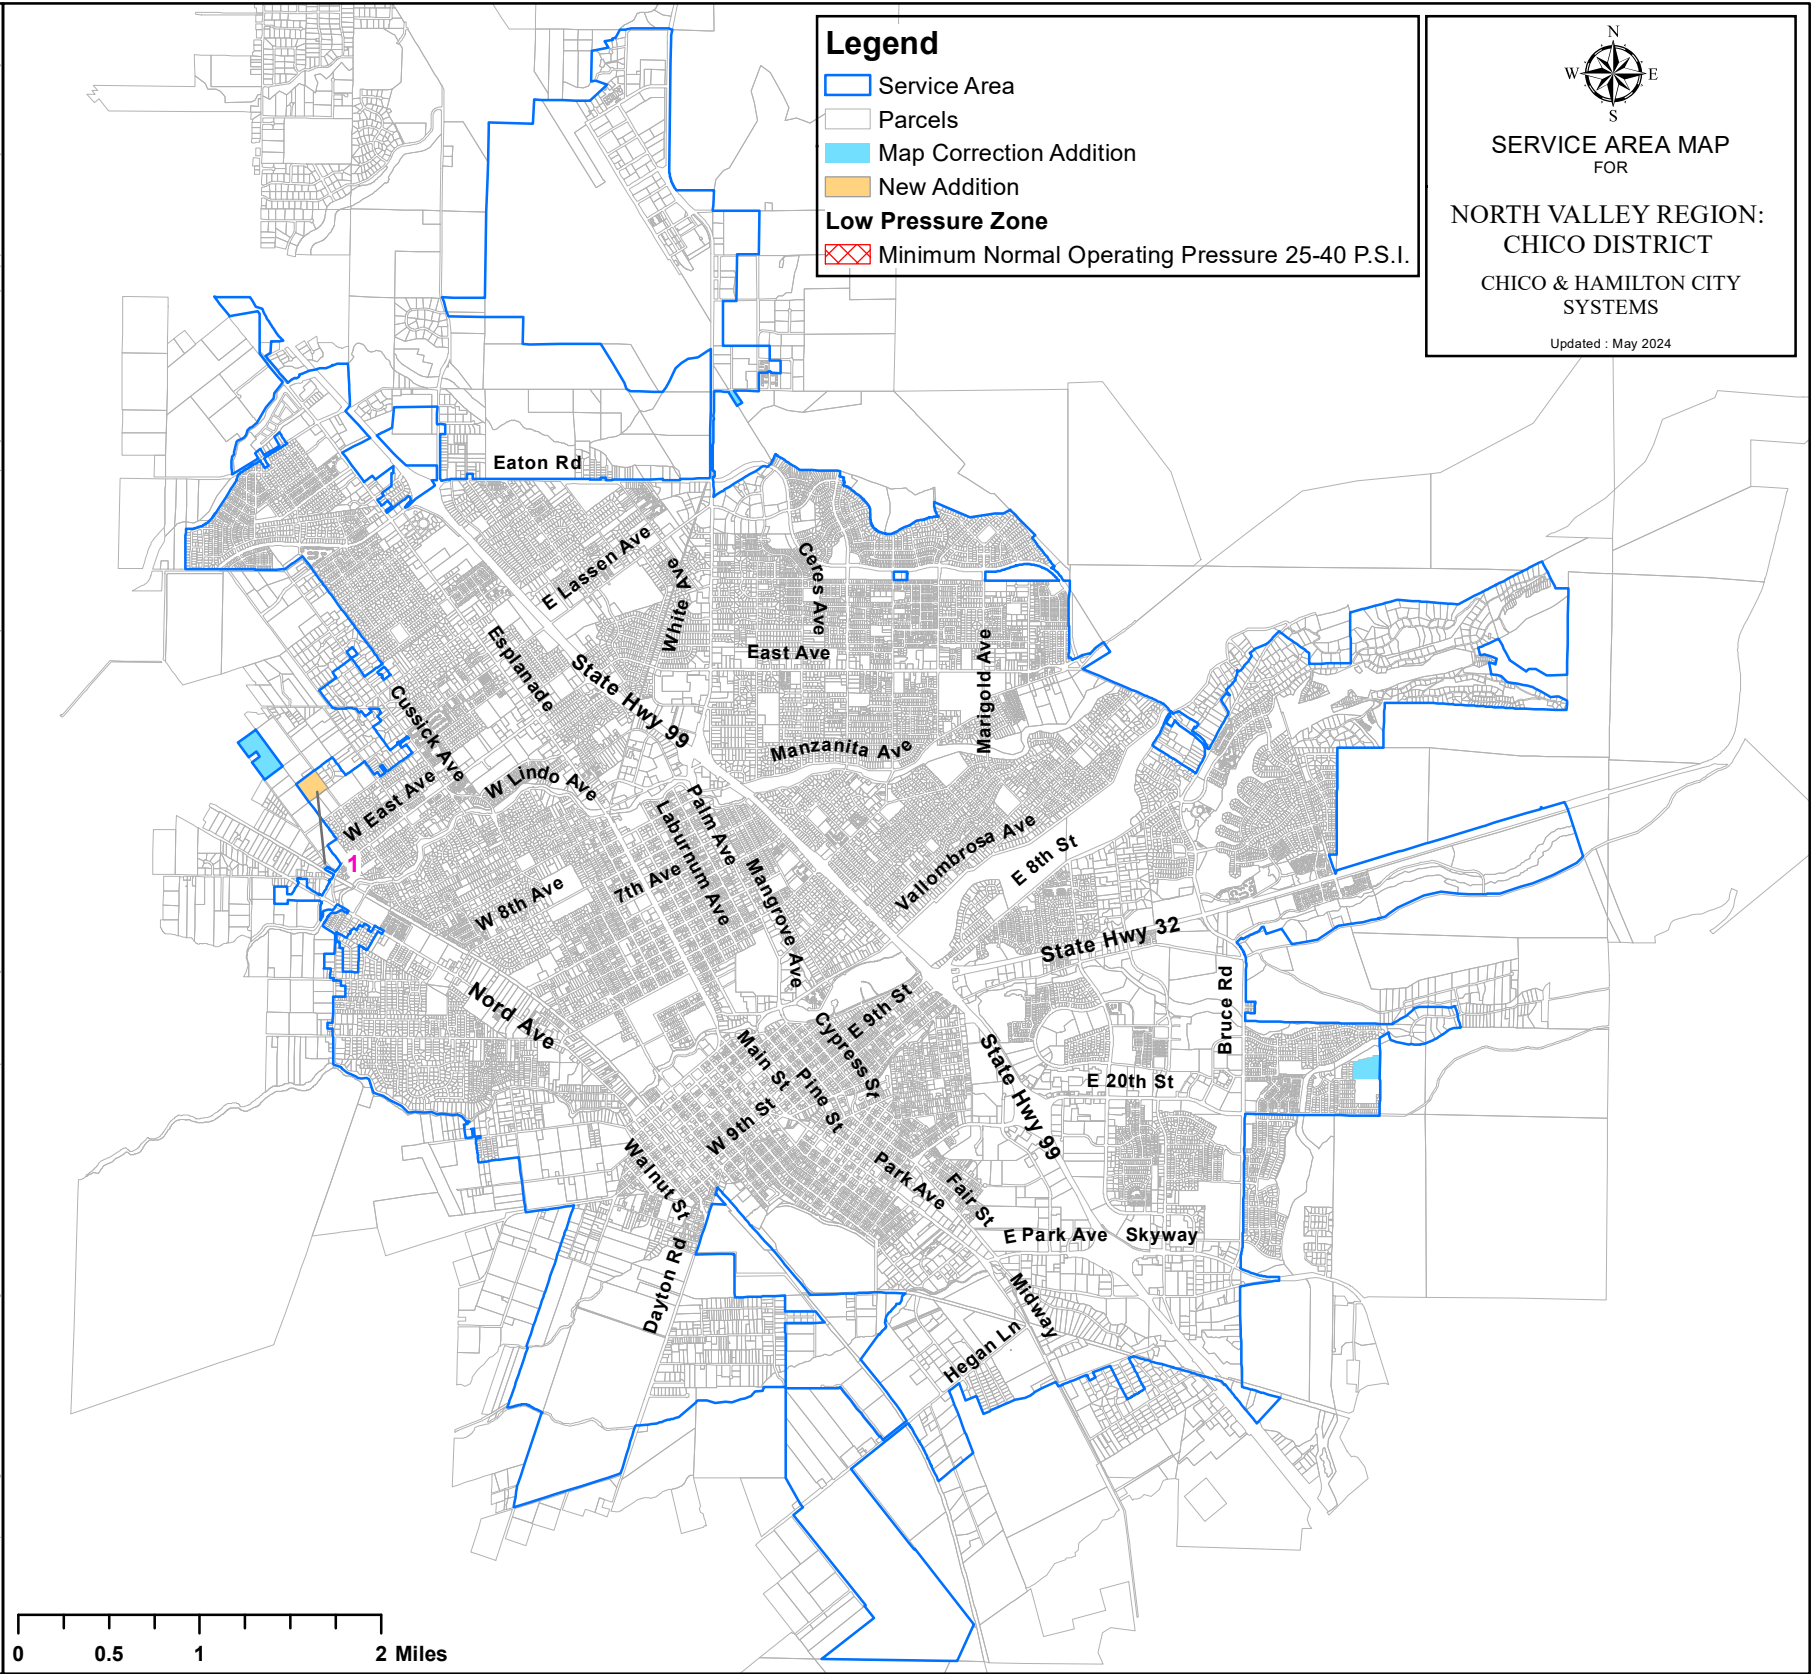 Legend
Service Area
Parcels
Map Correction Addition
New Addition
Low Pressure Zone
Minimum Normal Operating Pressure 25-40 P.S.I.
N
W
E
S
SERVICE AREA MAP
FOR
NORTH VALLEY REGION:
CHICO DISTRICT
CHICO & HAMILTON CITY
SYSTEMS
Updated : May 2024
Eaton Rd
E Lassen Ave
White Ave
Ceres Ave
Esplanade
State Hwy 99
East Ave
Marigold Ave
Cussick Ave
Manzanita Ave
W East Ave
W Lindo Ave
Palm Ave
Laburnum Ave
1
Vallombrosa Ave
E 8th St
W 8th Ave
7th Ave
Mangrove Ave
State Hwy 32
Bruce Rd
Nord Ave
E 9th St
Cypress St
Main St
Pine St
State Hwy 99
E 20th St
W 9th St
Walnut St
Park Ave
Fair St
E Park Ave
Skyway
Dayton Rd
Midway
Hegan Ln
0
0.5
1
2 Miles